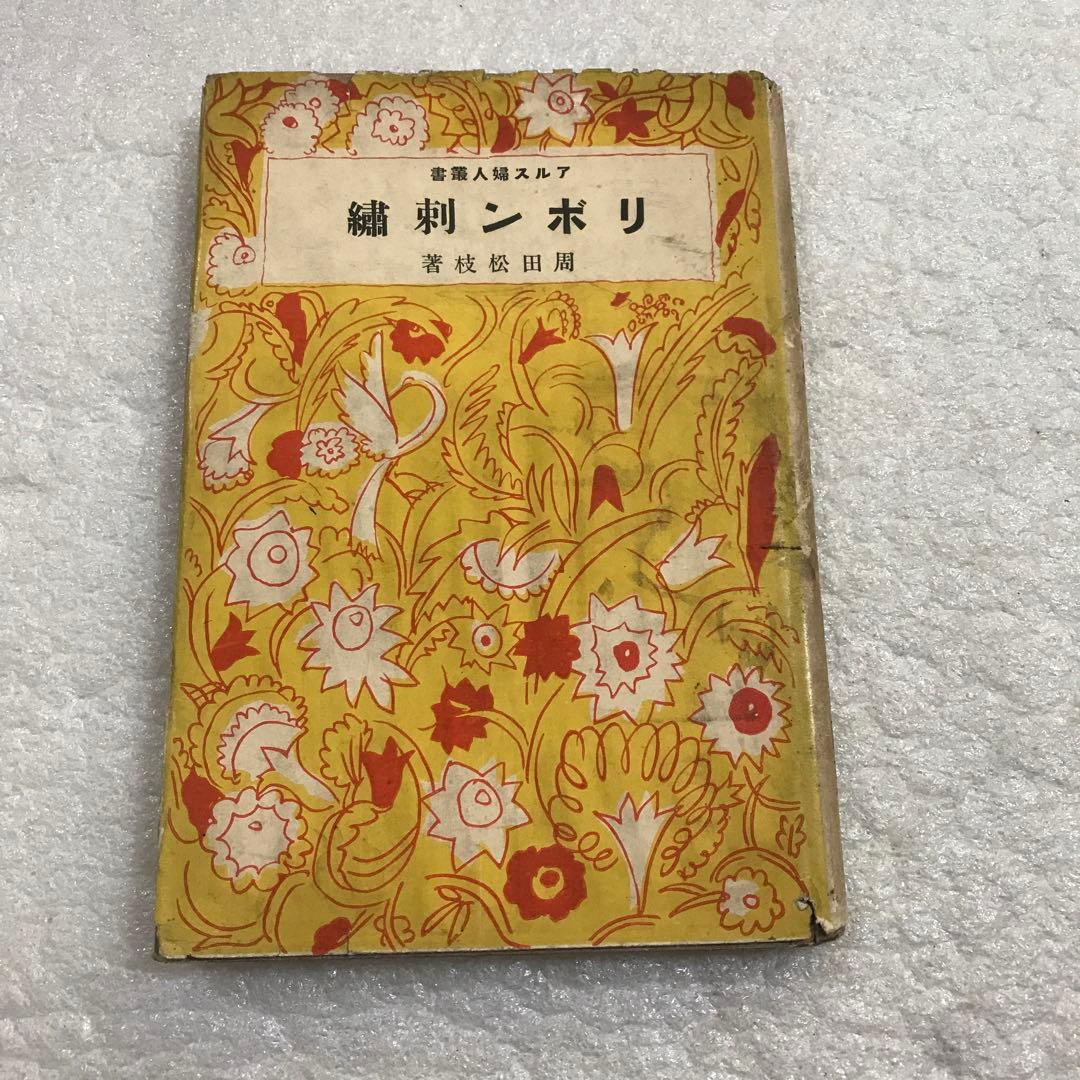 アルス婦人叢書
リボン刺繍
周田松枝著